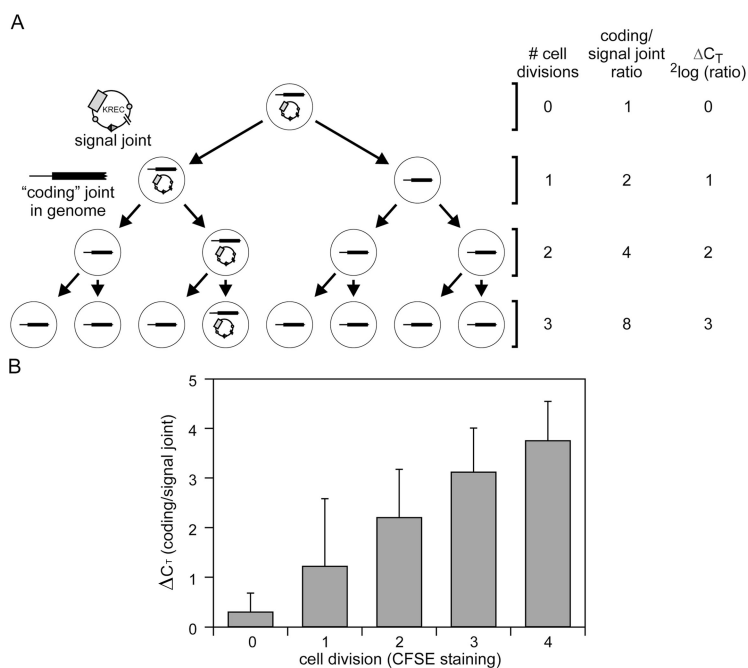 A
# cell divisions
coding/ signal joint ratio
ΔCT ²log (ratio)
KREC
signal joint
"coding" joint in genome
0 1 0
1 2 1
2 4 2
3 8 3
B
ΔCT (coding/signal joint)
5
4
3
2
1
0
0 1 2 3 4
cell division (CFSE staining)